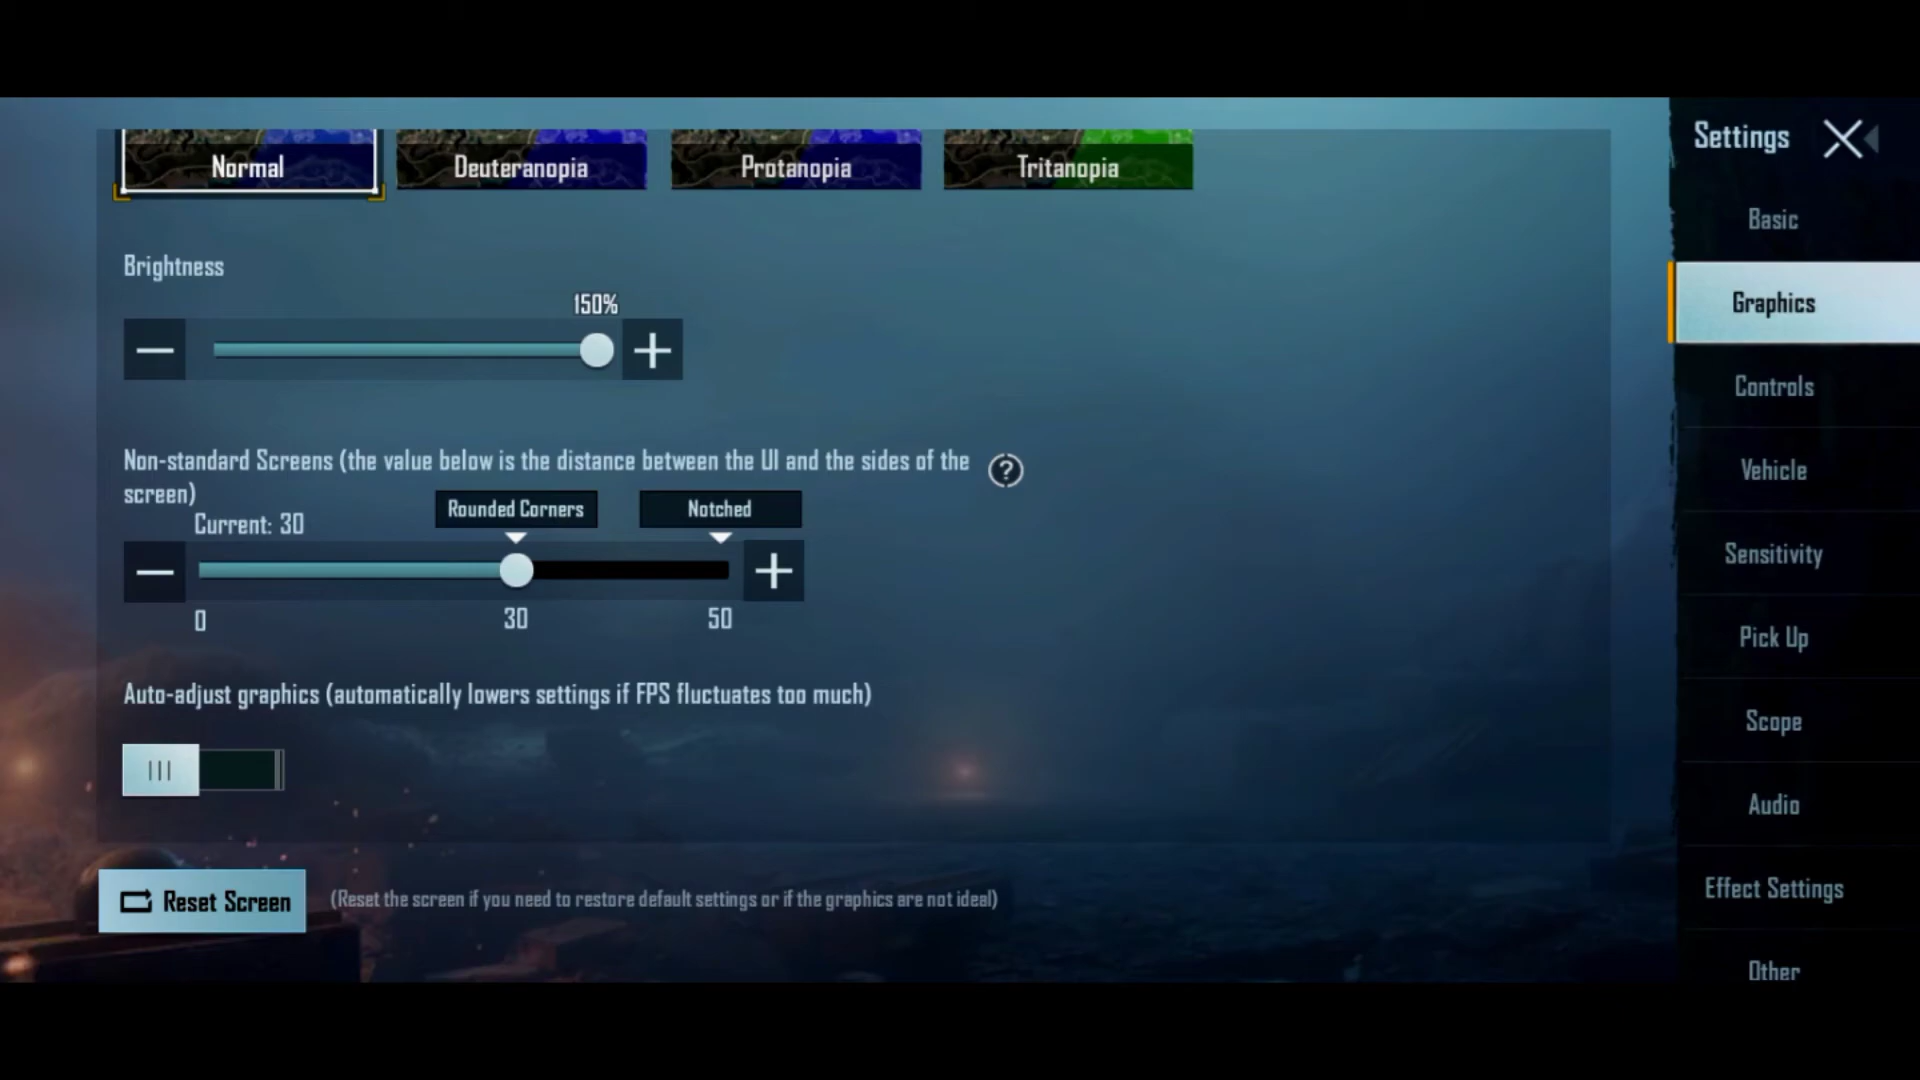 Normal
Deuteranopia
Protanopia
Tritanopia
Settings
Basic
Graphics
Controls
Vehicle
Sensitivity
Pick Up
Scope
Audio
Effect Settings
Other
Brightness
150%
Non-standard Screens (the value below is the distance between the UI and the sides of the
screen)
Current: 30
Rounded Corners
Notched
0
30
50
Auto-adjust graphics (automatically lowers settings if FPS fluctuates too much)
Reset Screen
(Reset the screen if you need to restore default settings or if the graphics are not ideal)